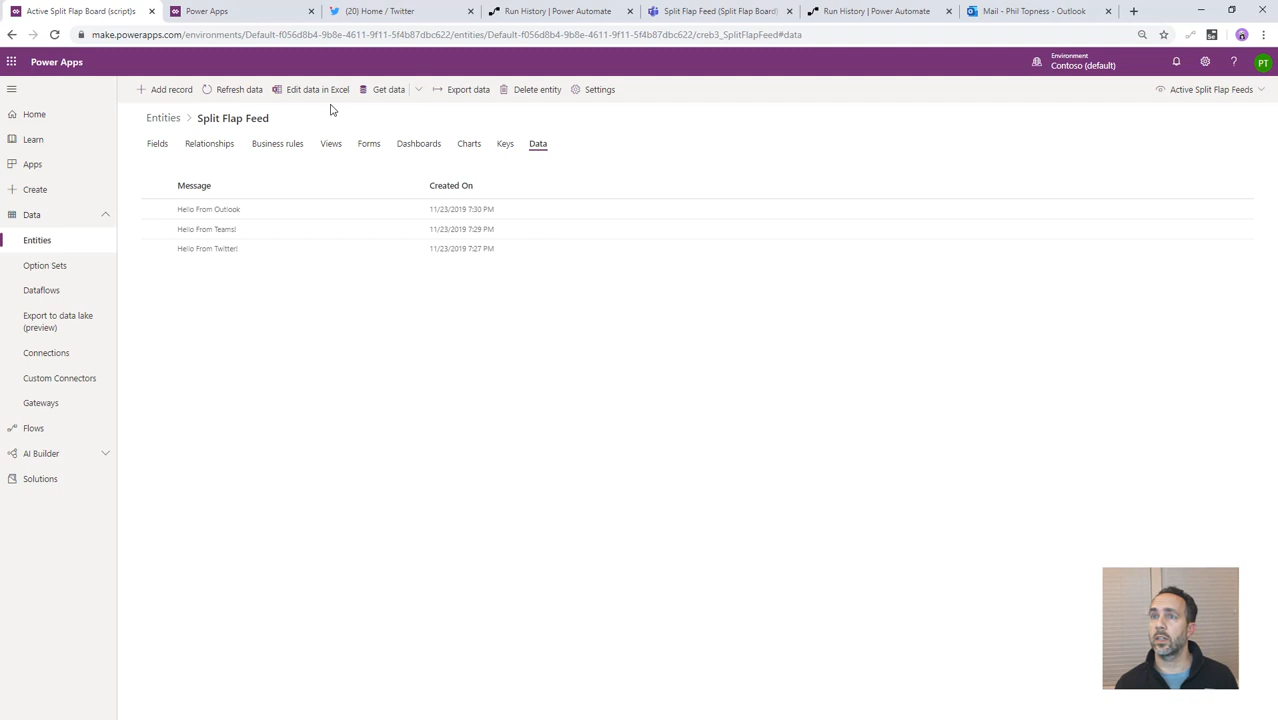 Active Split Flap Board (script)s
Power Apps
(20) Home / Twitter
Run History | Power Automate
Split Flap Feed (Split Flap Board)
Run History | Power Automate
Mail - Phil Topness - Outlook
make.powerapps.com/environments/Default-f056d8b4-9b8e-4611-9f11-5f4b87dbc622/entities/Default-f056d8b4-9b8e-4611-9f11-5f4b87dbc622/creb3_SplitFlapFeed#data
Power Apps
Environment
Contoso (default)
PT
Add record
Refresh data
Edit data in Excel
Get data
Export data
Delete entity
Settings
Active Split Flap Feeds
Home
Learn
Apps
Create
Data
Entities
Option Sets
Dataflows
Export to data lake
(preview)
Connections
Custom Connectors
Gateways
Flows
AI Builder
Solutions
Entities > Split Flap Feed
Fields Relationships Business rules Views Forms Dashboards Charts Keys Data
Message Created On
Hello From Outlook 11/23/2019 7:30 PM
Hello From Teams! 11/23/2019 7:29 PM
Hello From Twitter! 11/23/2019 7:27 PM